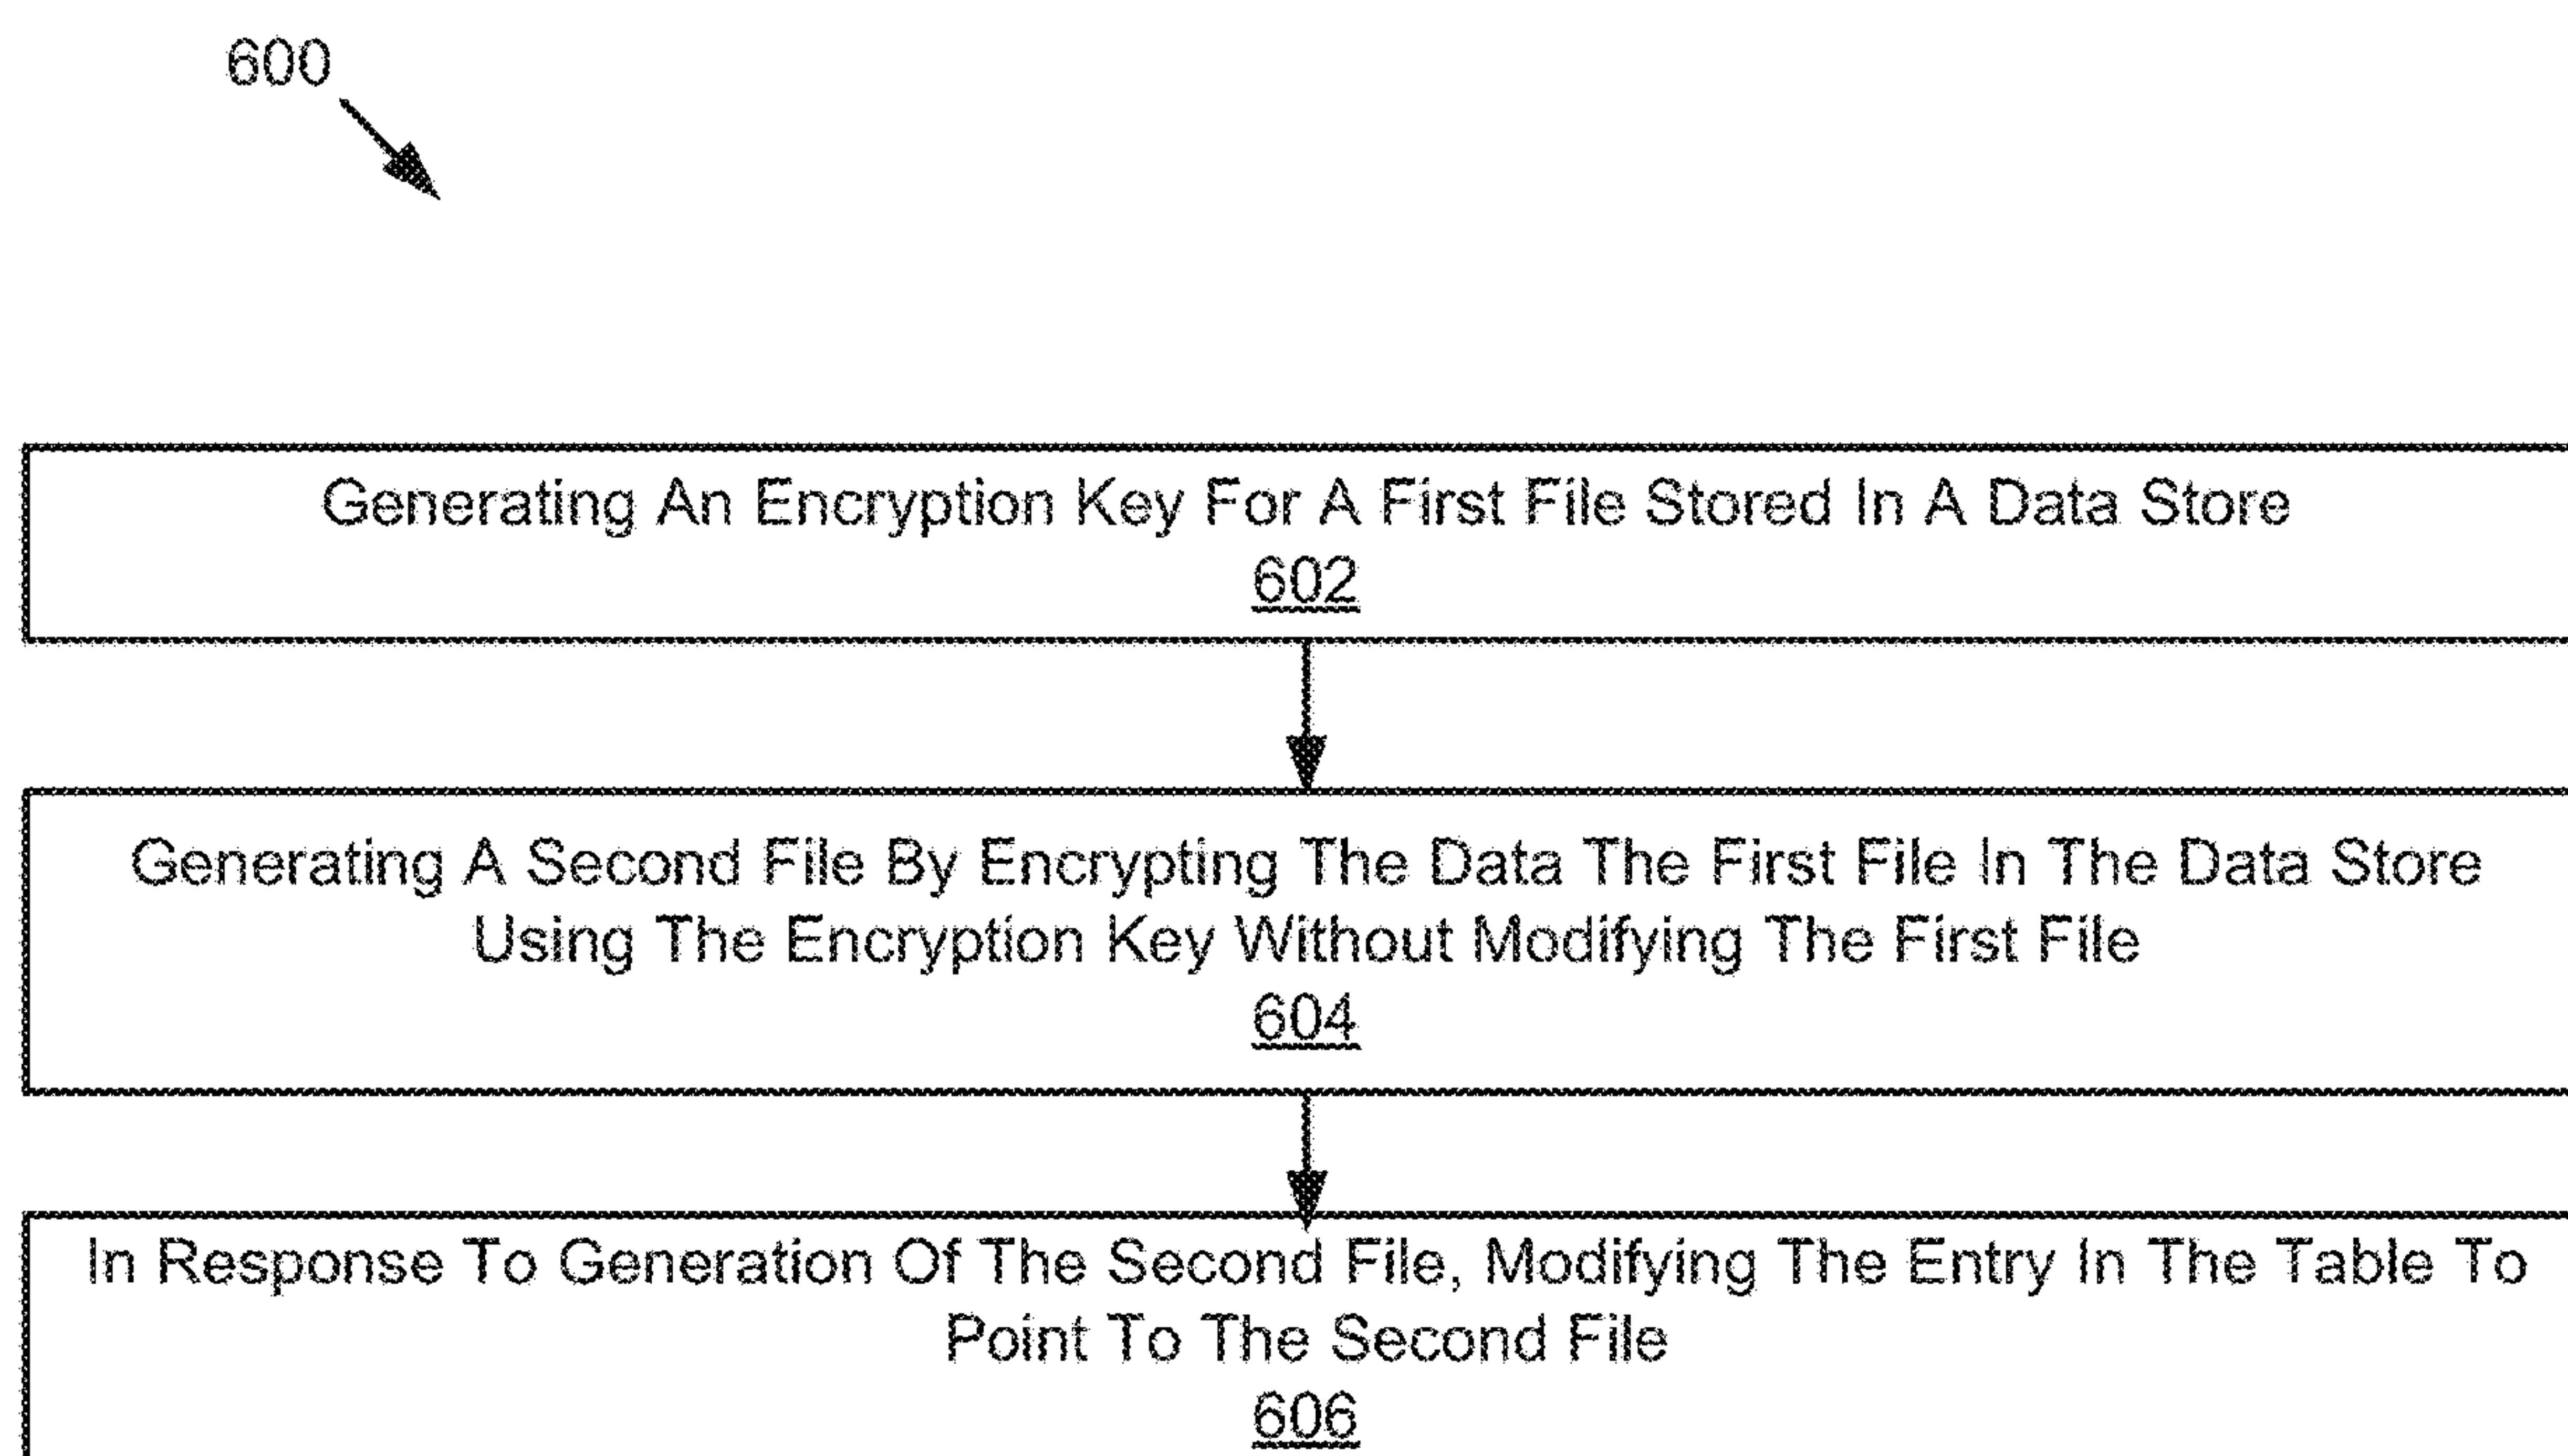 600
Generating An Encryption Key For A First File Stored In A Data Store
602
Generating A Second File By Encrypting The Data The First File In The Data Store
Using The Encryption Key Without Modifying The First File
604
In Response To Generation Of The Second File, Modifying The Entry In The Table To
Point To The Second File
606